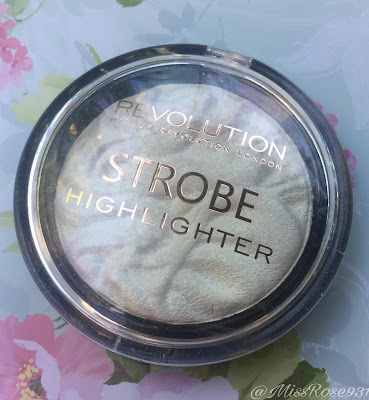 REVOLUTION
MAKEUP REVOLUTION LONDON
STROBE
HIGHLIGHTER
@MissRose931